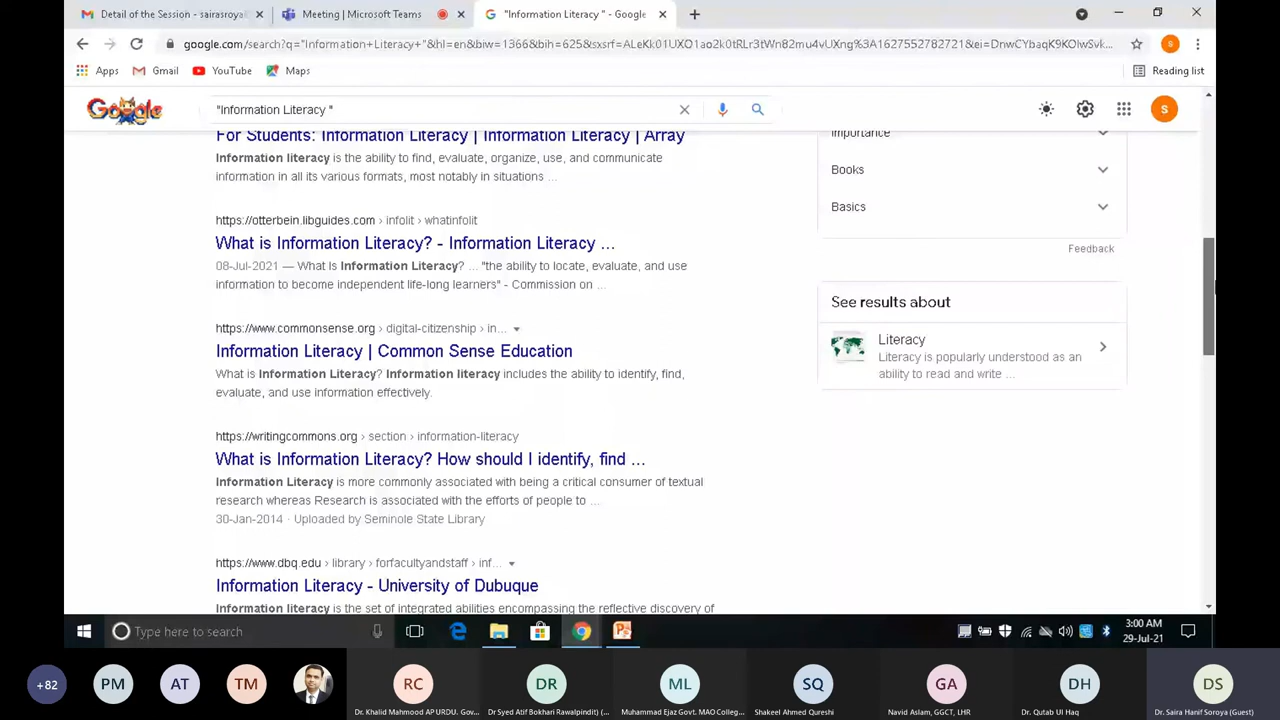 Detail of the Session - sairasroya
Meeting | Microsoft Teams
"Information Literacy " - Google
google.com/search?q="Information+Literacy+"&hl=en&biw=1366&bih=625&sxsrf=ALeKk01UXO1ao2k0tRLr3tWn82mu4vUXng%3A1627552782721&ei=DnwCYbaqK9KOlwSvk...
Apps
Gmail
YouTube
Maps
Reading list
Google
"Information Literacy "
For Students: Information Literacy | Information Literacy | Array
Information literacy is the ability to find, evaluate, organize, use, and communicate
information in all its various formats, most notably in situations ...
https://otterbein.libguides.com › infolit › whatinfolit
What is Information Literacy? - Information Literacy ...
08-Jul-2021 — What Is Information Literacy? ... "the ability to locate, evaluate, and use
information to become independent life-long learners" - Commission on ...
https://www.commonsense.org › digital-citizenship › in...
Information Literacy | Common Sense Education
What is Information Literacy? Information literacy includes the ability to identify, find,
evaluate, and use information effectively.
https://writingcommons.org › section › information-literacy
What is Information Literacy? How should I identify, find ...
Information Literacy is more commonly associated with being a critical consumer of textual
research whereas Research is associated with the efforts of people to ...
30-Jan-2014 · Uploaded by Seminole State Library
https://www.dbq.edu › library › forfacultyandstaff › inf...
Information Literacy - University of Dubuque
Information literacy is the set of integrated abilities encompassing the reflective discovery of
Importance
Books
Basics
Feedback
See results about
Literacy
Literacy is popularly understood as an
ability to read and write ...
S
S
Type here to search
3:00 AM
29-Jul-21
+82
PM
AT
TM
RC
DR
ML
SQ
GA
DH
DS
Dr. Khalid Mahmood AP URDU. Gov...
Dr Syed Atif Bokhari Rawalpindit) (...
Muhammad Ejaz Govt. MAO Colleg...
Shakeel Ahmed Qureshi
Navid Aslam, GGCT, LHR
Dr. Qutab Ul Haq
Dr. Saira Hanif Soroya (Guest)